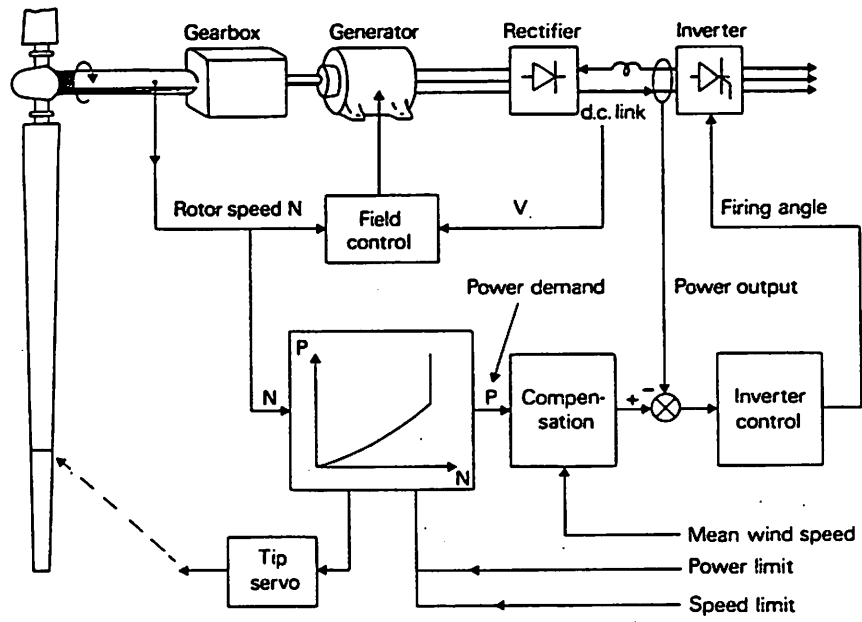 Gearbox
Generator
Rectifier
Inverter
d.c. link
Rotor speed N
Field
control
V
Firing angle
Power demand
Power output
P
N
N
P
Compen-
sation
+
-
Inverter
control
Mean wind speed
Tip
servo
Power limit
Speed limit